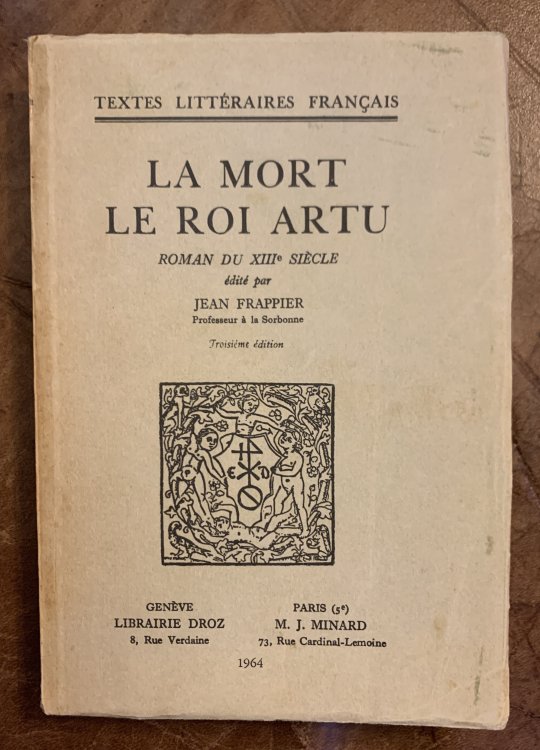 TEXTES LITTÉRAIRES FRANÇAIS
LA MORT
LE ROI ARTU
ROMAN DU XIIIe SIÈCLE
édité par
JEAN FRAPPIER
Professeur à la Sorbonne
Troisième édition
E D
GENÈVE
LIBRAIRIE DROZ
8, Rue Verdaine
PARIS (5e)
M. J. MINARD
73, Rue Cardinal-Lemoine
1964